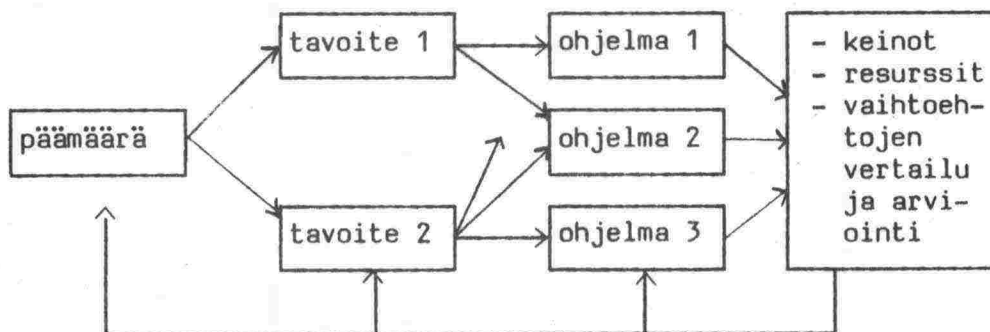 päämäärä
tavoite 1
tavoite 2
ohjelma 1
ohjelma 2
ohjelma 3
- keinot
- resurssit
- vaihtoeh-
tojen
vertailu
ja arvi-
ointi